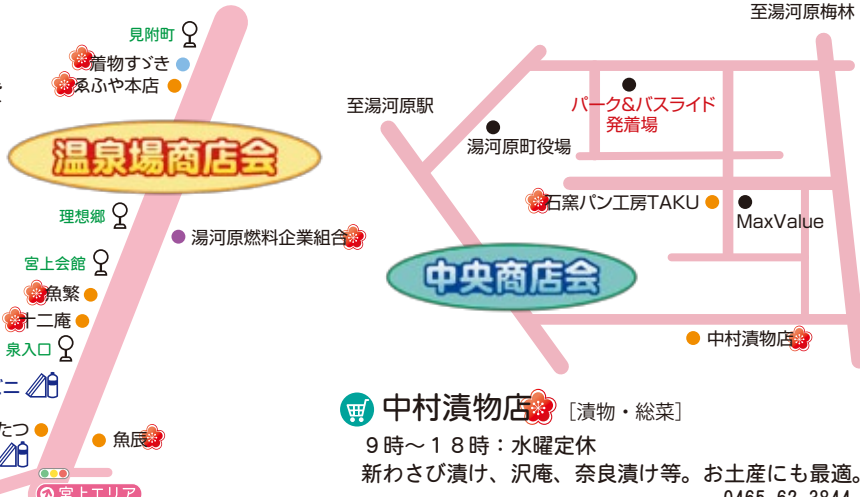 見附町
着物すゞき
ゑふや本店
温泉場商店会
理想郷
湯河原燃料企業組合
宮上会館
魚繁
十二庵
泉入口
たつ
魚辰
宮上エリア
至湯河原梅林
至湯河原駅
パーク&バスライド
発着場
湯河原町役場
石窯パン工房TAKU
MaxValue
中央商店会
中村漬物店
中村漬物店 [漬物・総菜]
9時～18時：水曜定休
新わさび漬け、沢庵、奈良漬け等。お土産にも最適。
0465-62-3844